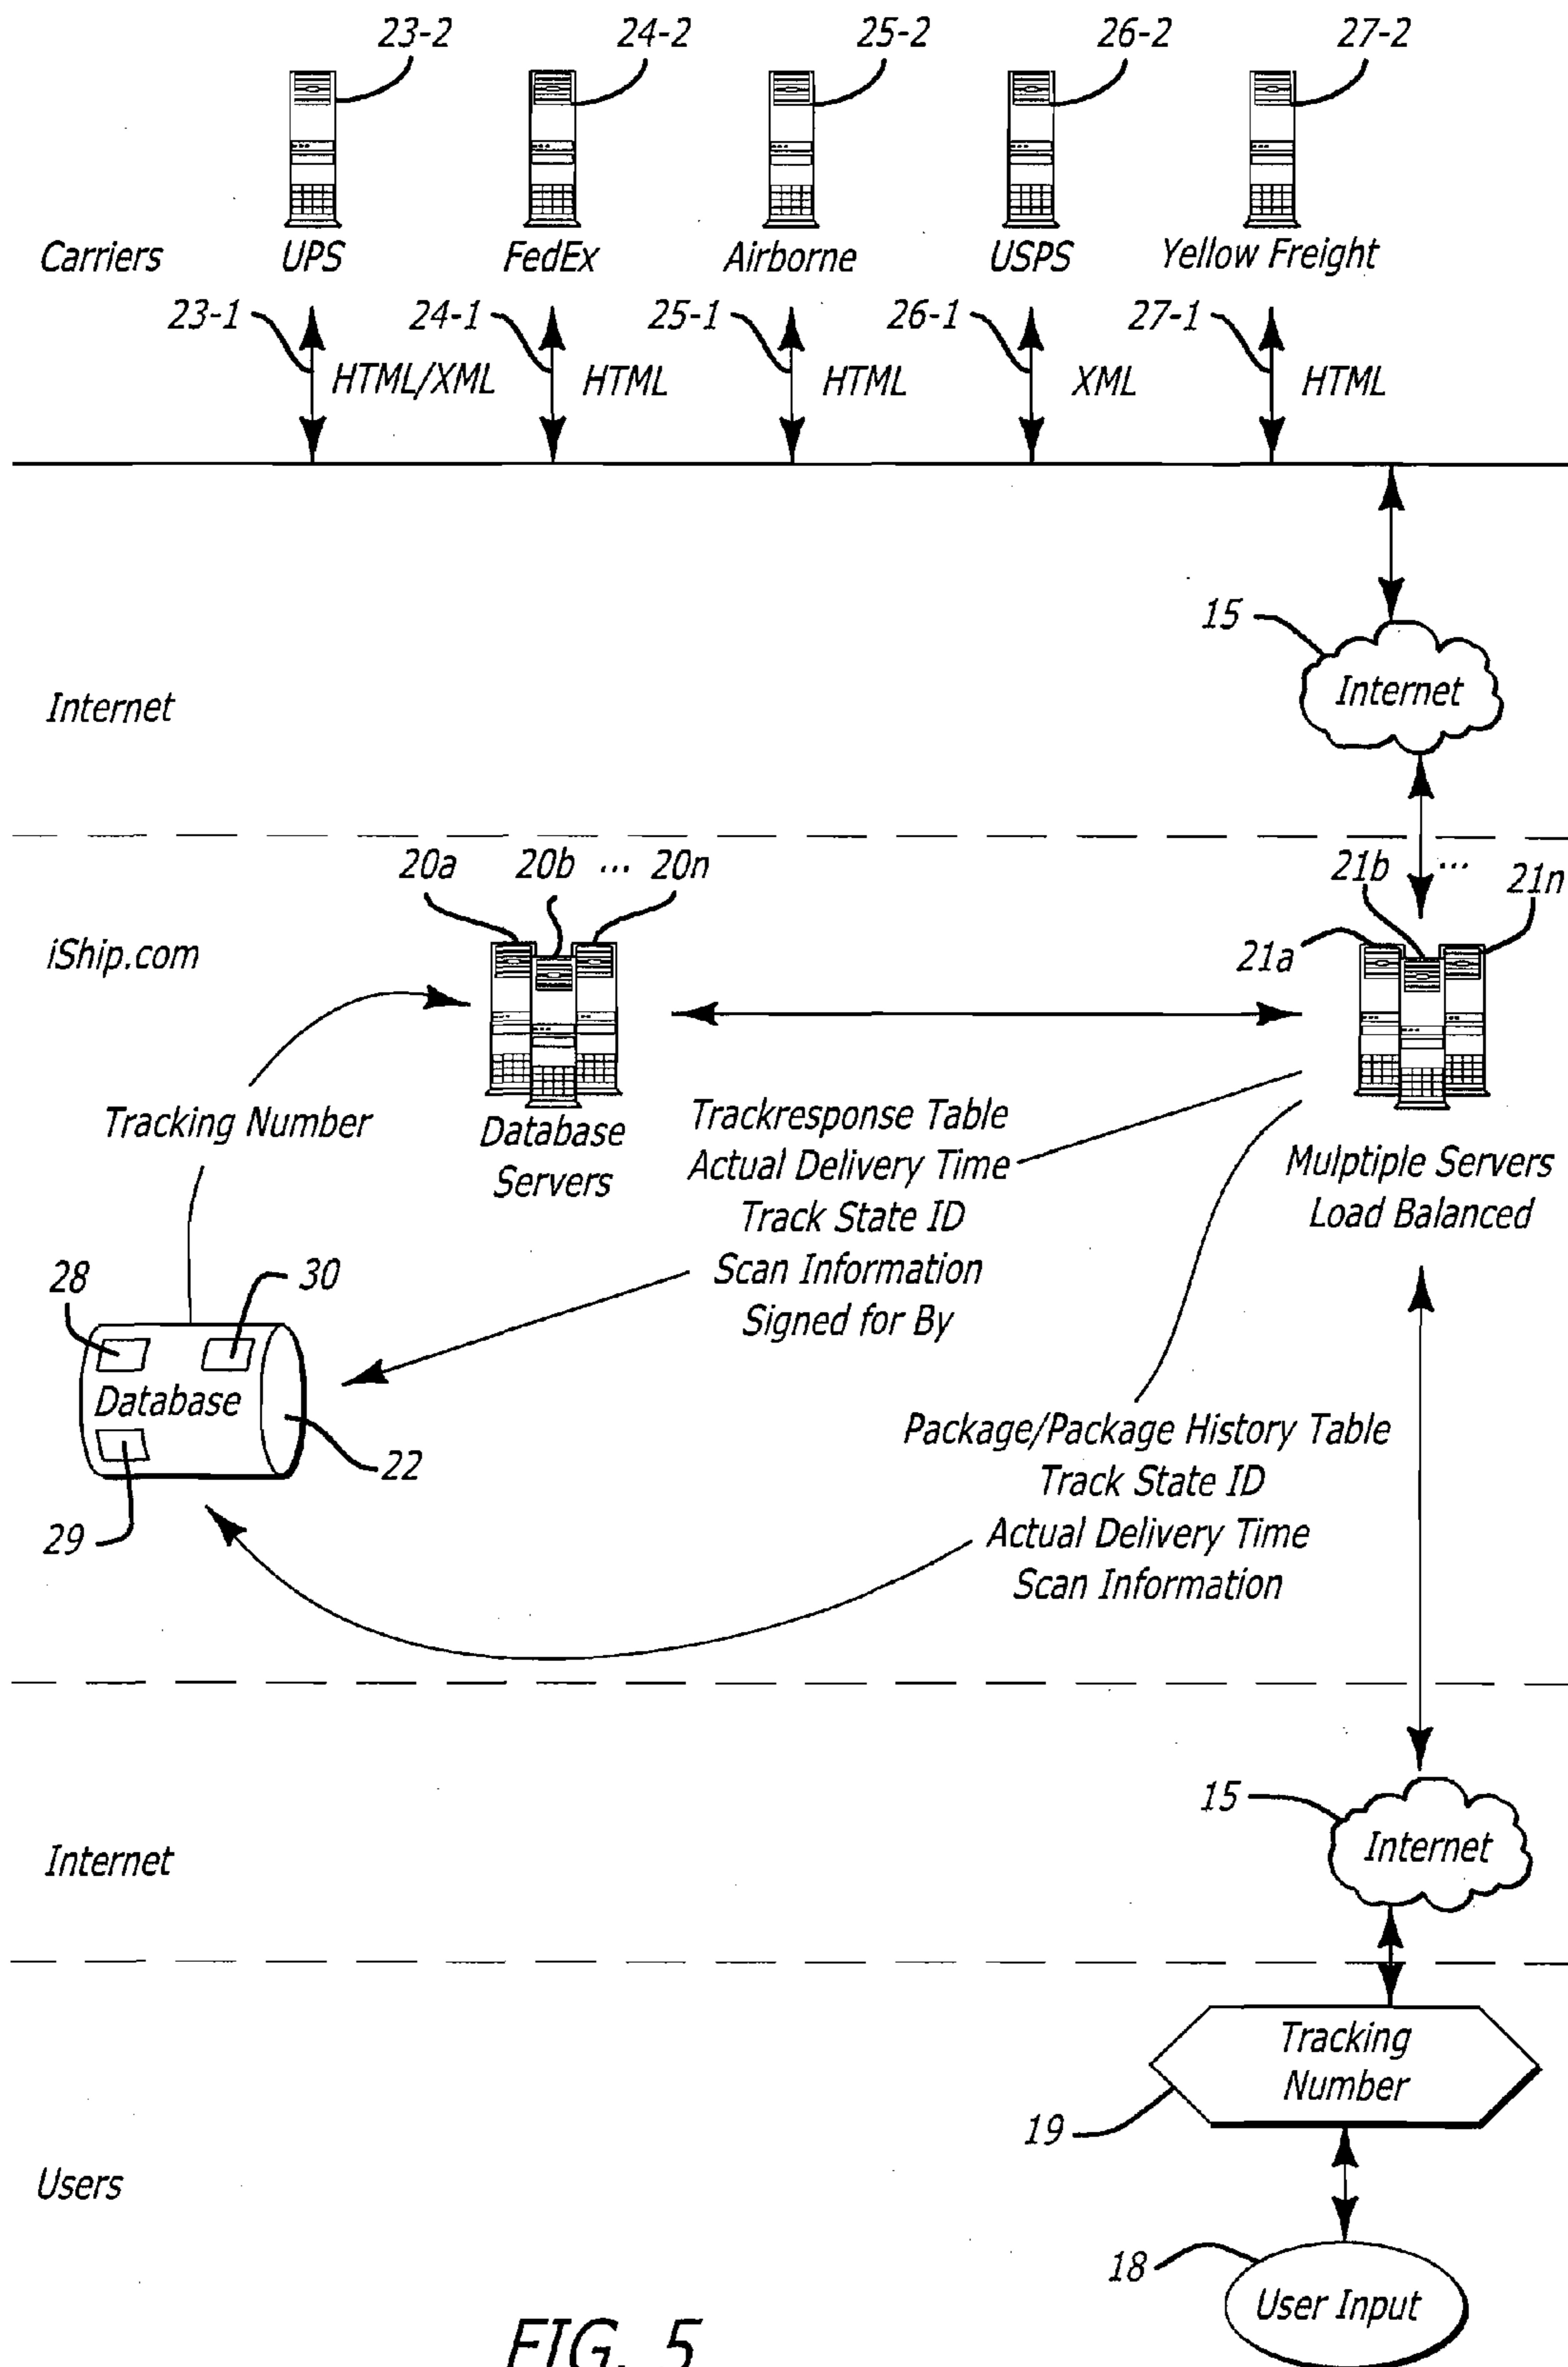 23-2 24-2 25-2 26-2 27-2
Carriers UPS FedEx Airborne USPS Yellow Freight
23-1 24-1 25-1 26-1 27-1
HTML/XML HTML HTML XML HTML
15
Internet
Internet
20a 20b ... 20n
21b ... 21n
iShip.com
21a
Tracking Number
Database
Servers
Trackresponse Table
Actual Delivery Time
Track State ID
Scan Information
Signed for By
Mulptiple Servers
Load Balanced
28 30
Database
22
29
Package/Package History Table
Track State ID
Actual Delivery Time
Scan Information
15
Internet
Internet
Tracking
Number
19
Users
18
User Input
FIG. 5